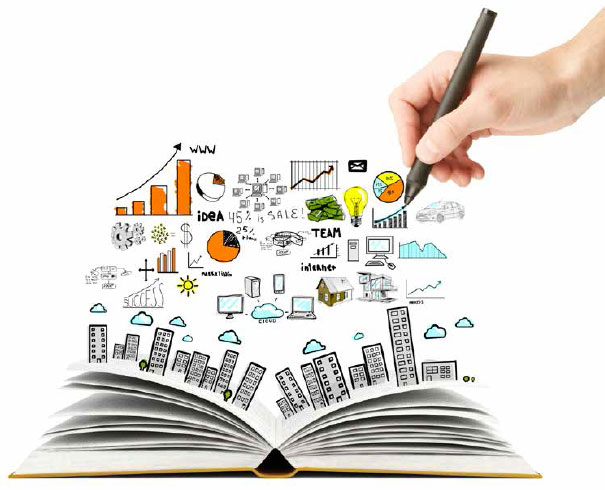 www
iDEA
45% is SALE!
25%
TEAM
MARKETING
internet
SUCCESS
CLOUD